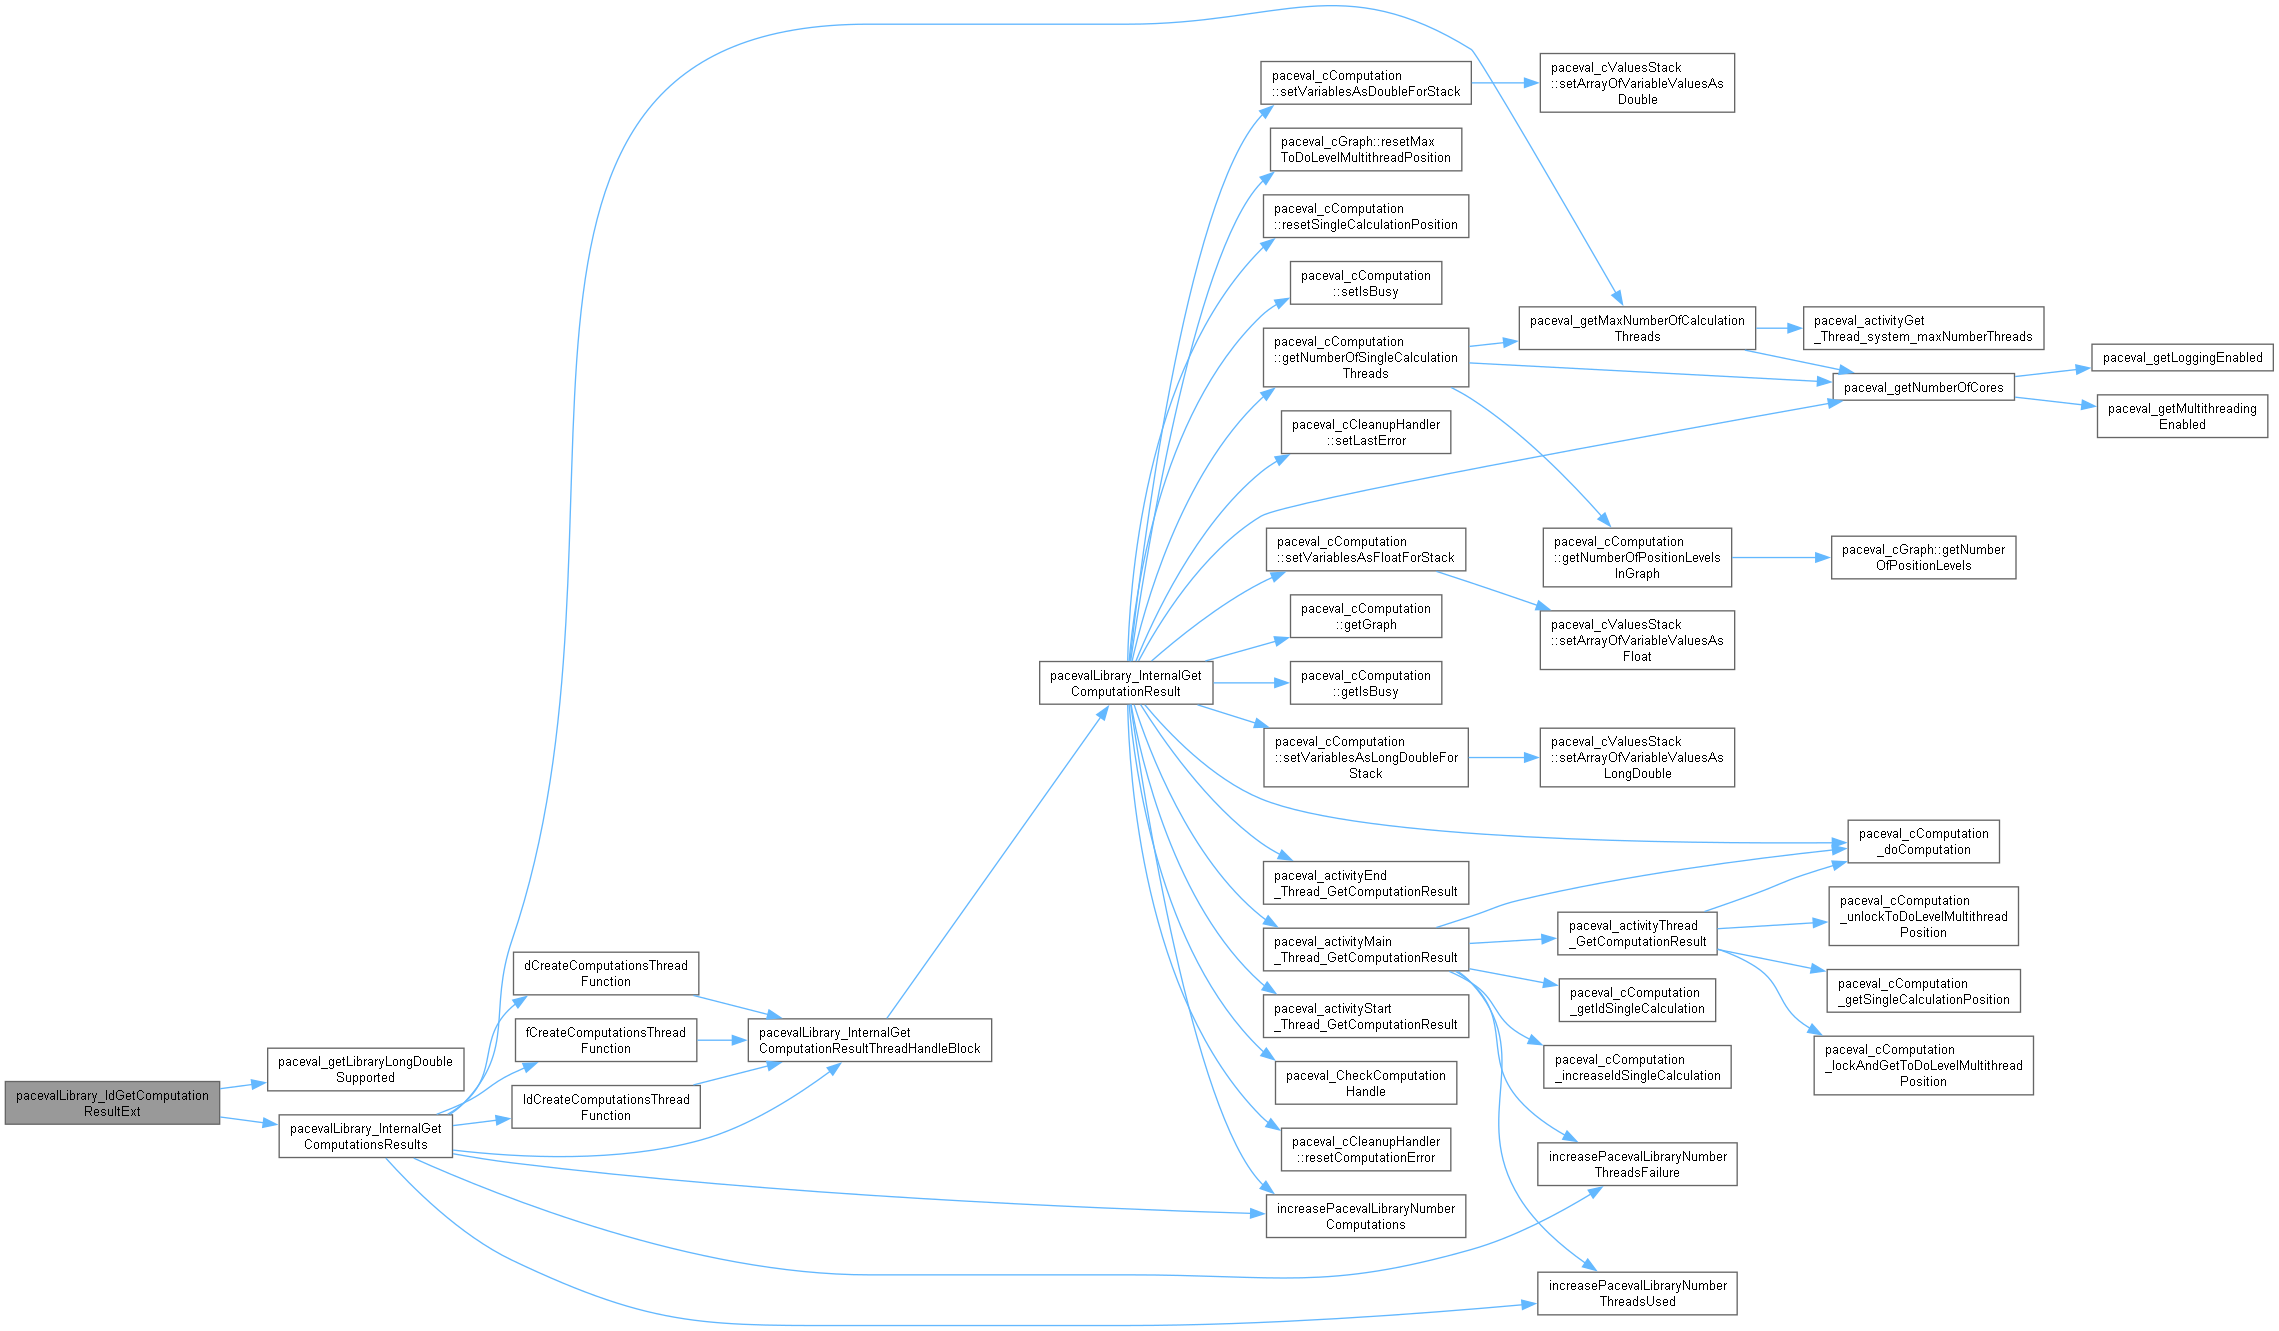 pacevalLibrary_ldGetComputation
ResultExt
paceval_getLibraryLongDouble
Supported
pacevalLibrary_InternalGet
ComputationsResults
dCreateComputationsThread
Function
fCreateComputationsThread
Function
ldCreateComputationsThread
Function
pacevalLibrary_InternalGet
ComputationResultThreadHandleBlock
pacevalLibrary_InternalGet
ComputationResult
paceval_cComputation
::setVariablesAsDoubleForStack
paceval_cGraph::resetMax
ToDoLevelMultithreadPosition
paceval_cComputation
::resetSingleCalculationPosition
paceval_cComputation
::setIsBusy
paceval_cComputation
::getNumberOfSingleCalculation
Threads
paceval_cCleanupHandler
::setLastError
paceval_cComputation
::setVariablesAsFloatForStack
paceval_cComputation
::getGraph
paceval_cComputation
::getIsBusy
paceval_cComputation
::setVariablesAsLongDoubleFor
Stack
paceval_activityEnd
_Thread_GetComputationResult
paceval_activityMain
_Thread_GetComputationResult
paceval_activityStart
_Thread_GetComputationResult
paceval_CheckComputation
Handle
paceval_cCleanupHandler
::resetComputationError
increasePacevalLibraryNumber
Computations
paceval_cValuesStack
::setArrayOfVariableValuesAs
Double
paceval_getMaxNumberOfCalculation
Threads
paceval_cComputation
::getNumberOfPositionLevels
InGraph
paceval_cValuesStack
::setArrayOfVariableValuesAs
Float
paceval_cValuesStack
::setArrayOfVariableValuesAs
LongDouble
paceval_activityThread
_GetComputationResult
paceval_cComputation
_getIdSingleCalculation
paceval_cComputation
_increaseIdSingleCalculation
increasePacevalLibraryNumber
ThreadsFailure
increasePacevalLibraryNumber
ThreadsUsed
paceval_activityGet
_Thread_system_maxNumberThreads
paceval_getNumberOfCores
paceval_cGraph::getNumber
OfPositionLevels
paceval_cComputation
_doComputation
paceval_cComputation
_unlockToDoLevelMultithread
Position
paceval_cComputation
_getSingleCalculationPosition
paceval_cComputation
_lockAndGetToDoLevelMultithread
Position
paceval_getLoggingEnabled
paceval_getMultithreading
Enabled